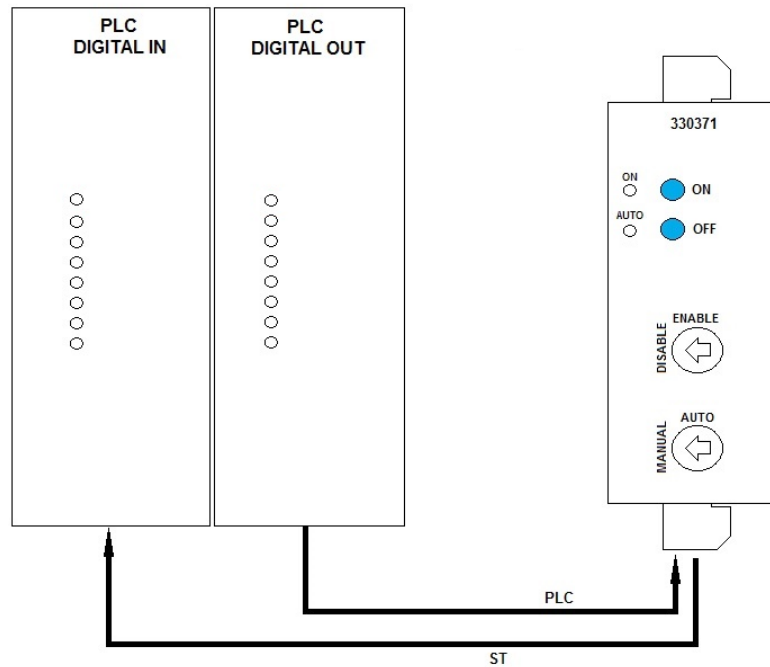 PLC
DIGITAL IN
PLC
DIGITAL OUT
330371
ON
ON
AUTO
OFF
ENABLE
DISABLE
AUTO
MANUAL
PLC
ST